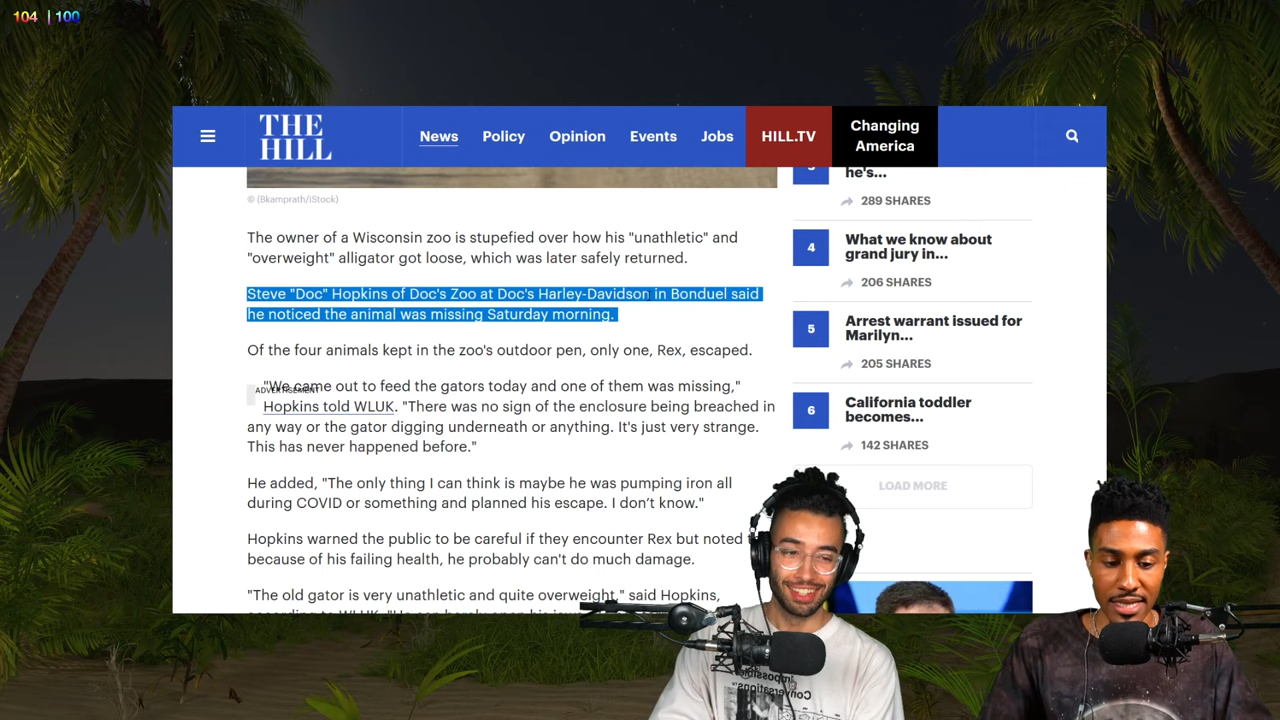 104 | 100
THE
HILL
News
Policy
Opinion
Events
Jobs
HILL.TV
Changing
America
© (Bkamprath/iStock)
The owner of a Wisconsin zoo is stupefied over how his "unathletic" and
"overweight" alligator got loose, which was later safely returned.
Steve "Doc" Hopkins of Doc's Zoo at Doc's Harley-Davidson in Bonduel said
he noticed the animal was missing Saturday morning.
Of the four animals kept in the zoo's outdoor pen, only one, Rex, escaped.
ADVERTISEMENT
"We came out to feed the gators today and one of them was missing,"
Hopkins told WLUK. "There was no sign of the enclosure being breached in
any way or the gator digging underneath or anything. It's just very strange.
This has never happened before."
He added, "The only thing I can think is maybe he was pumping iron all
during COVID or something and planned his escape. I don't know."
Hopkins warned the public to be careful if they encounter Rex but noted
because of his failing health, he probably can't do much damage.
"The old gator is very unathletic and quite overweight," said Hopkins,
he's...
289 SHARES
4
What we know about
grand jury in...
206 SHARES
5
Arrest warrant issued for
Marilyn...
205 SHARES
6
California toddler
becomes...
142 SHARES
LOAD MORE
Impossible
Conversations